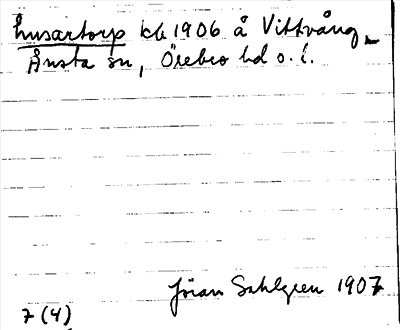 husartorp kb 1906 å Vittvång,
Ånsta sn, Örebro hd o. l.
Jöran Sahlgren 1907
7 (4)